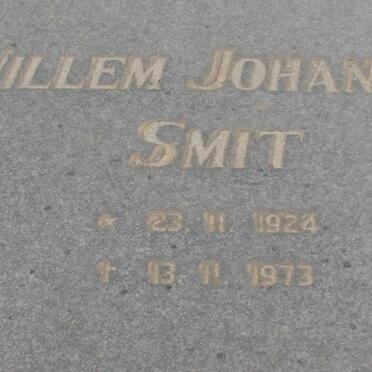 WILLEM JOHAN
SMIT
* 23. 11. 1924
† 13. 11. 1973